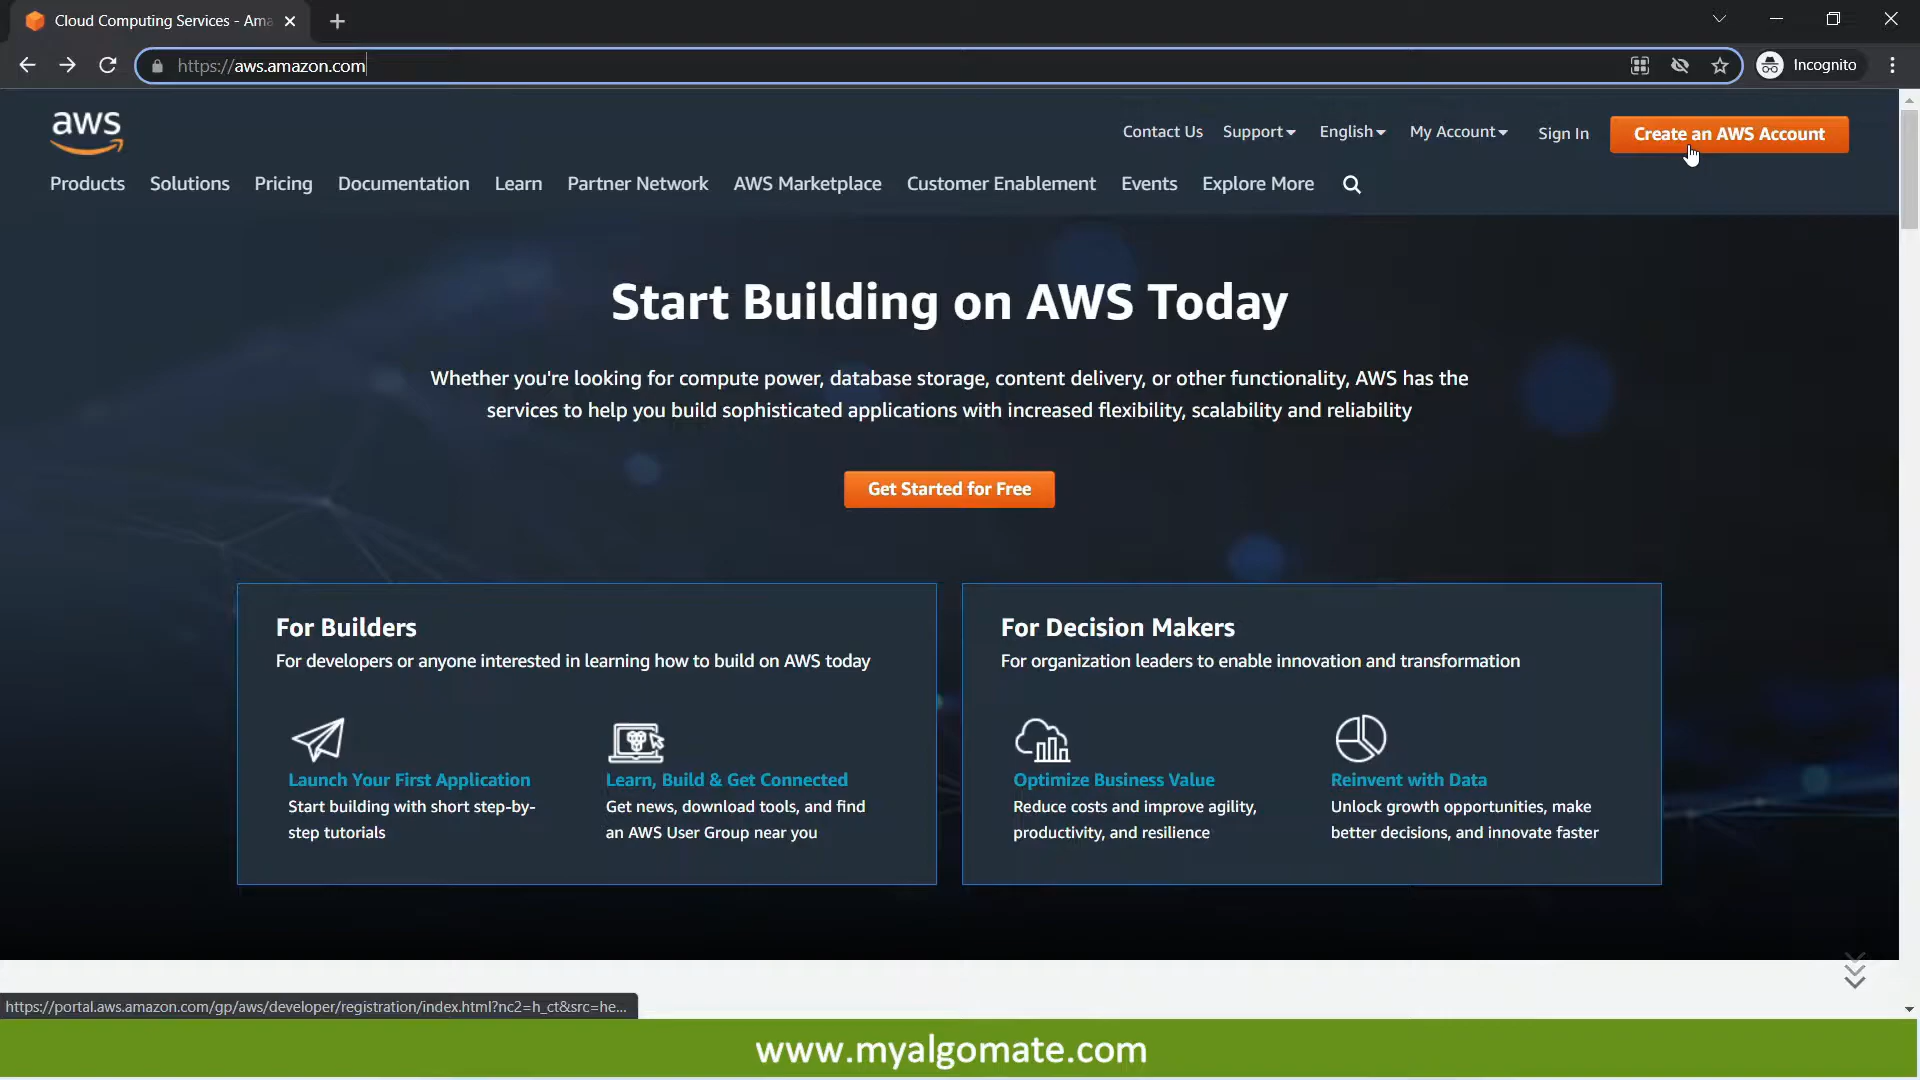 Cloud Computing Services - Ama
https://aws.amazon.com
Incognito
aws
Contact Us Support English My Account Sign In Create an AWS Account
Products Solutions Pricing Documentation Learn Partner Network AWS Marketplace Customer Enablement Events Explore More
Start Building on AWS Today
Whether you're looking for compute power, database storage, content delivery, or other functionality, AWS has the
services to help you build sophisticated applications with increased flexibility, scalability and reliability
Get Started for Free
For Builders
For developers or anyone interested in learning how to build on AWS today
Launch Your First Application
Start building with short step-by-
step tutorials
Learn, Build & Get Connected
Get news, download tools, and find
an AWS User Group near you
For Decision Makers
For organization leaders to enable innovation and transformation
Optimize Business Value
Reduce costs and improve agility,
productivity, and resilience
Reinvent with Data
Unlock growth opportunities, make
better decisions, and innovate faster
https://portal.aws.amazon.com/gp/aws/developer/registration/index.html?nc2=h_ct&src=he...
www.myalgomate.com